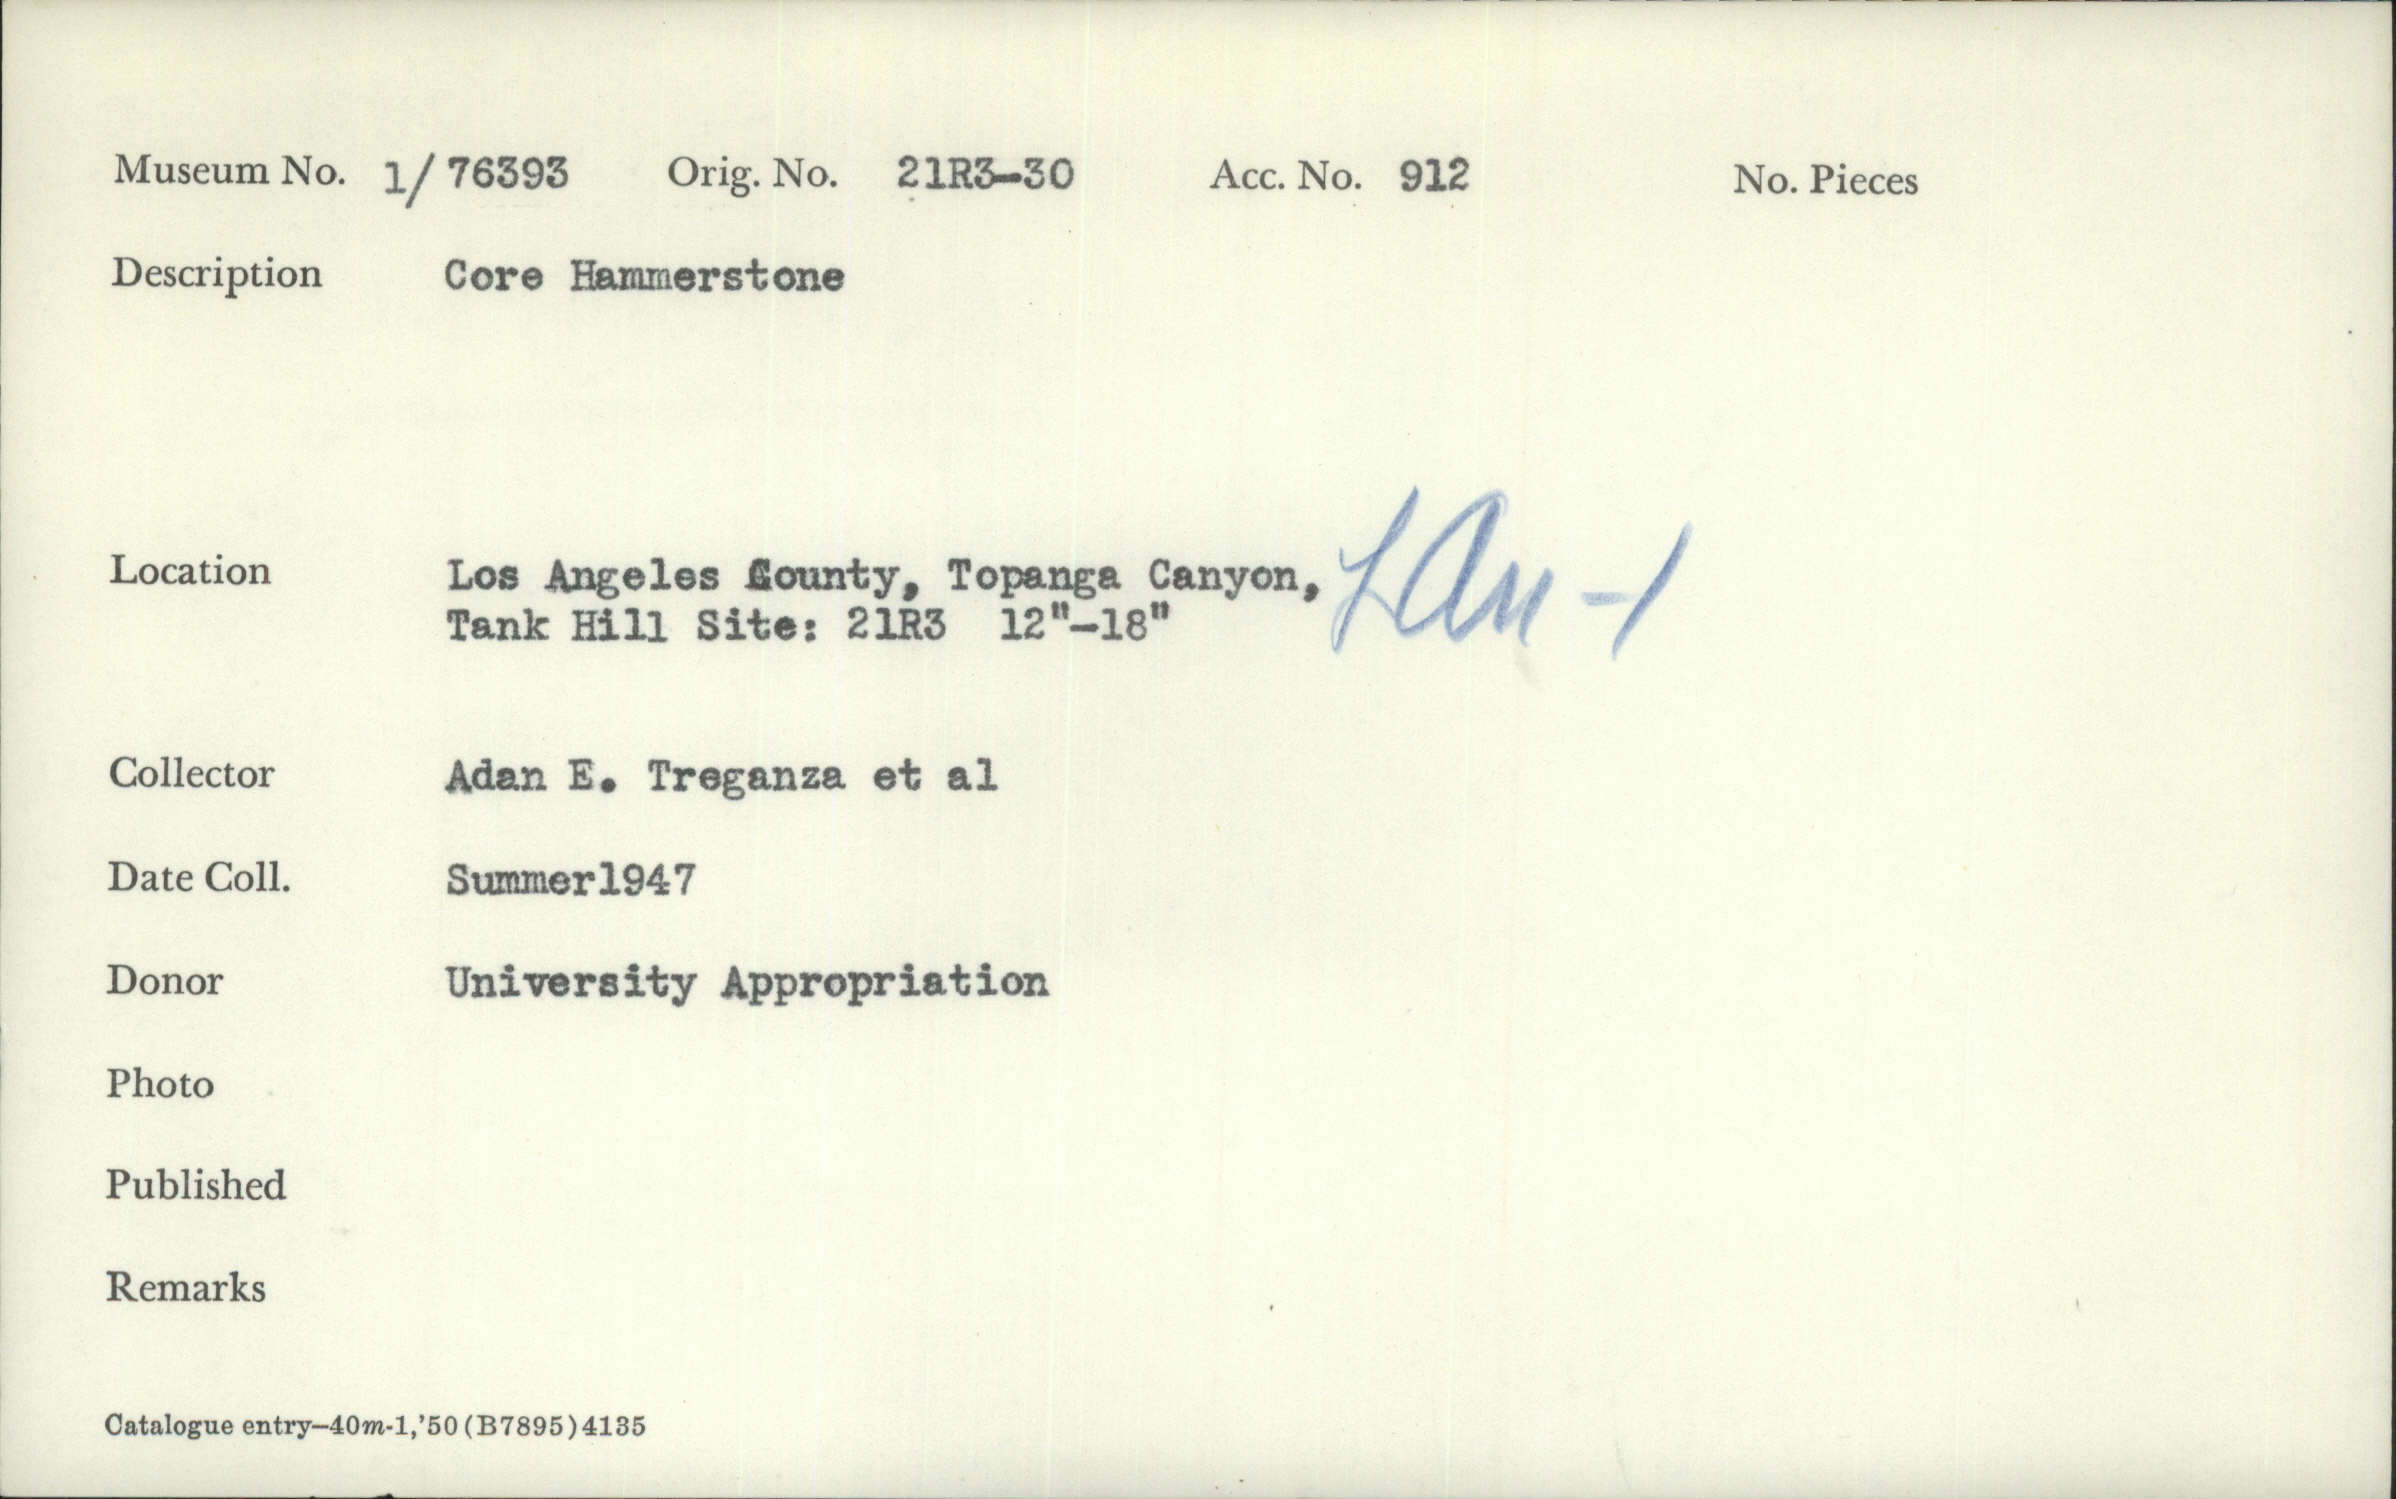 Museum No. 1/76393 Orig. No. 21R3-30 Acc. No. 912 No. Pieces
Description Core Hammerstone
Location Los Angeles County, Topanga Canyon, LAn-1
Tank Hill Site: 21R3 12"-18"
Collector Adan E. Treganza et al
Date Coll. Summer1947
Donor University Appropriation
Photo
Published
Remarks
Catalogue entry—40m-1,'50(B7895)4135